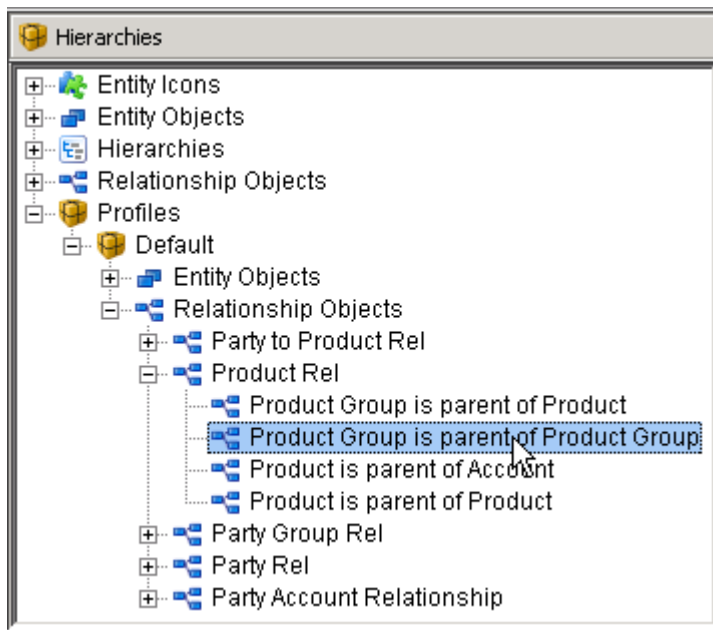 Hierarchies
Entity Icons
Entity Objects
Hierarchies
Relationship Objects
Profiles
Default
Entity Objects
Relationship Objects
Party to Product Rel
Product Rel
Product Group is parent of Product
Product Group is parent of Product Group
Product is parent of Account
Product is parent of Product
Party Group Rel
Party Rel
Party Account Relationship